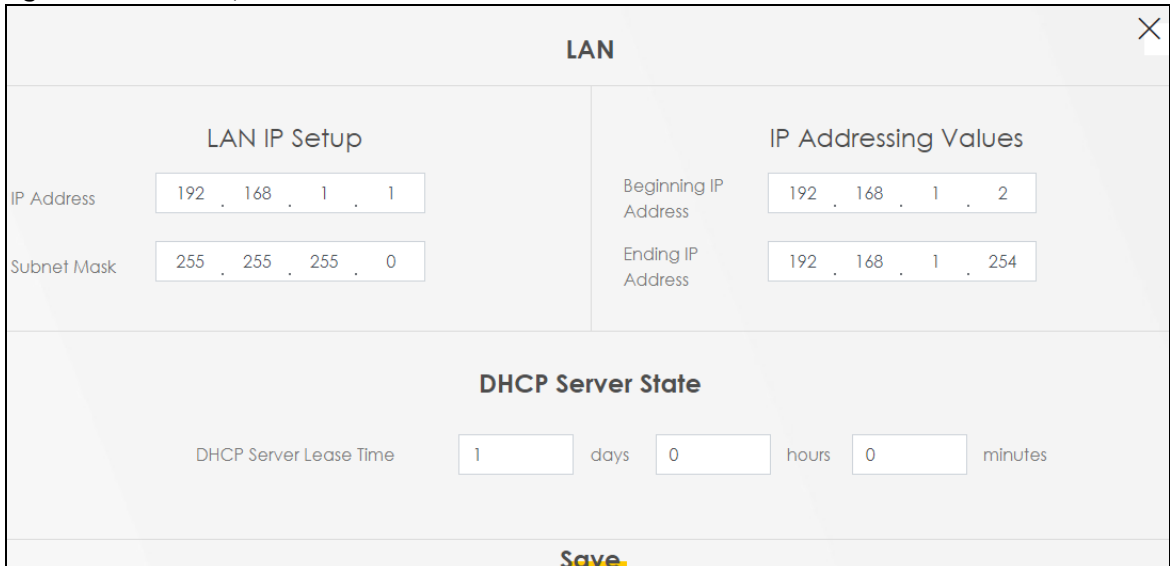 LAN
LAN IP Setup
IP Address 192 . 168 . 1 . 1
Subnet Mask 255 . 255 . 255 . 0
IP Addressing Values
Beginning IP
Address
192 . 168 . 1 . 2
Ending IP
Address
192 . 168 . 1 . 254
DHCP Server State
DHCP Server Lease Time 1 days 0 hours 0 minutes
Save